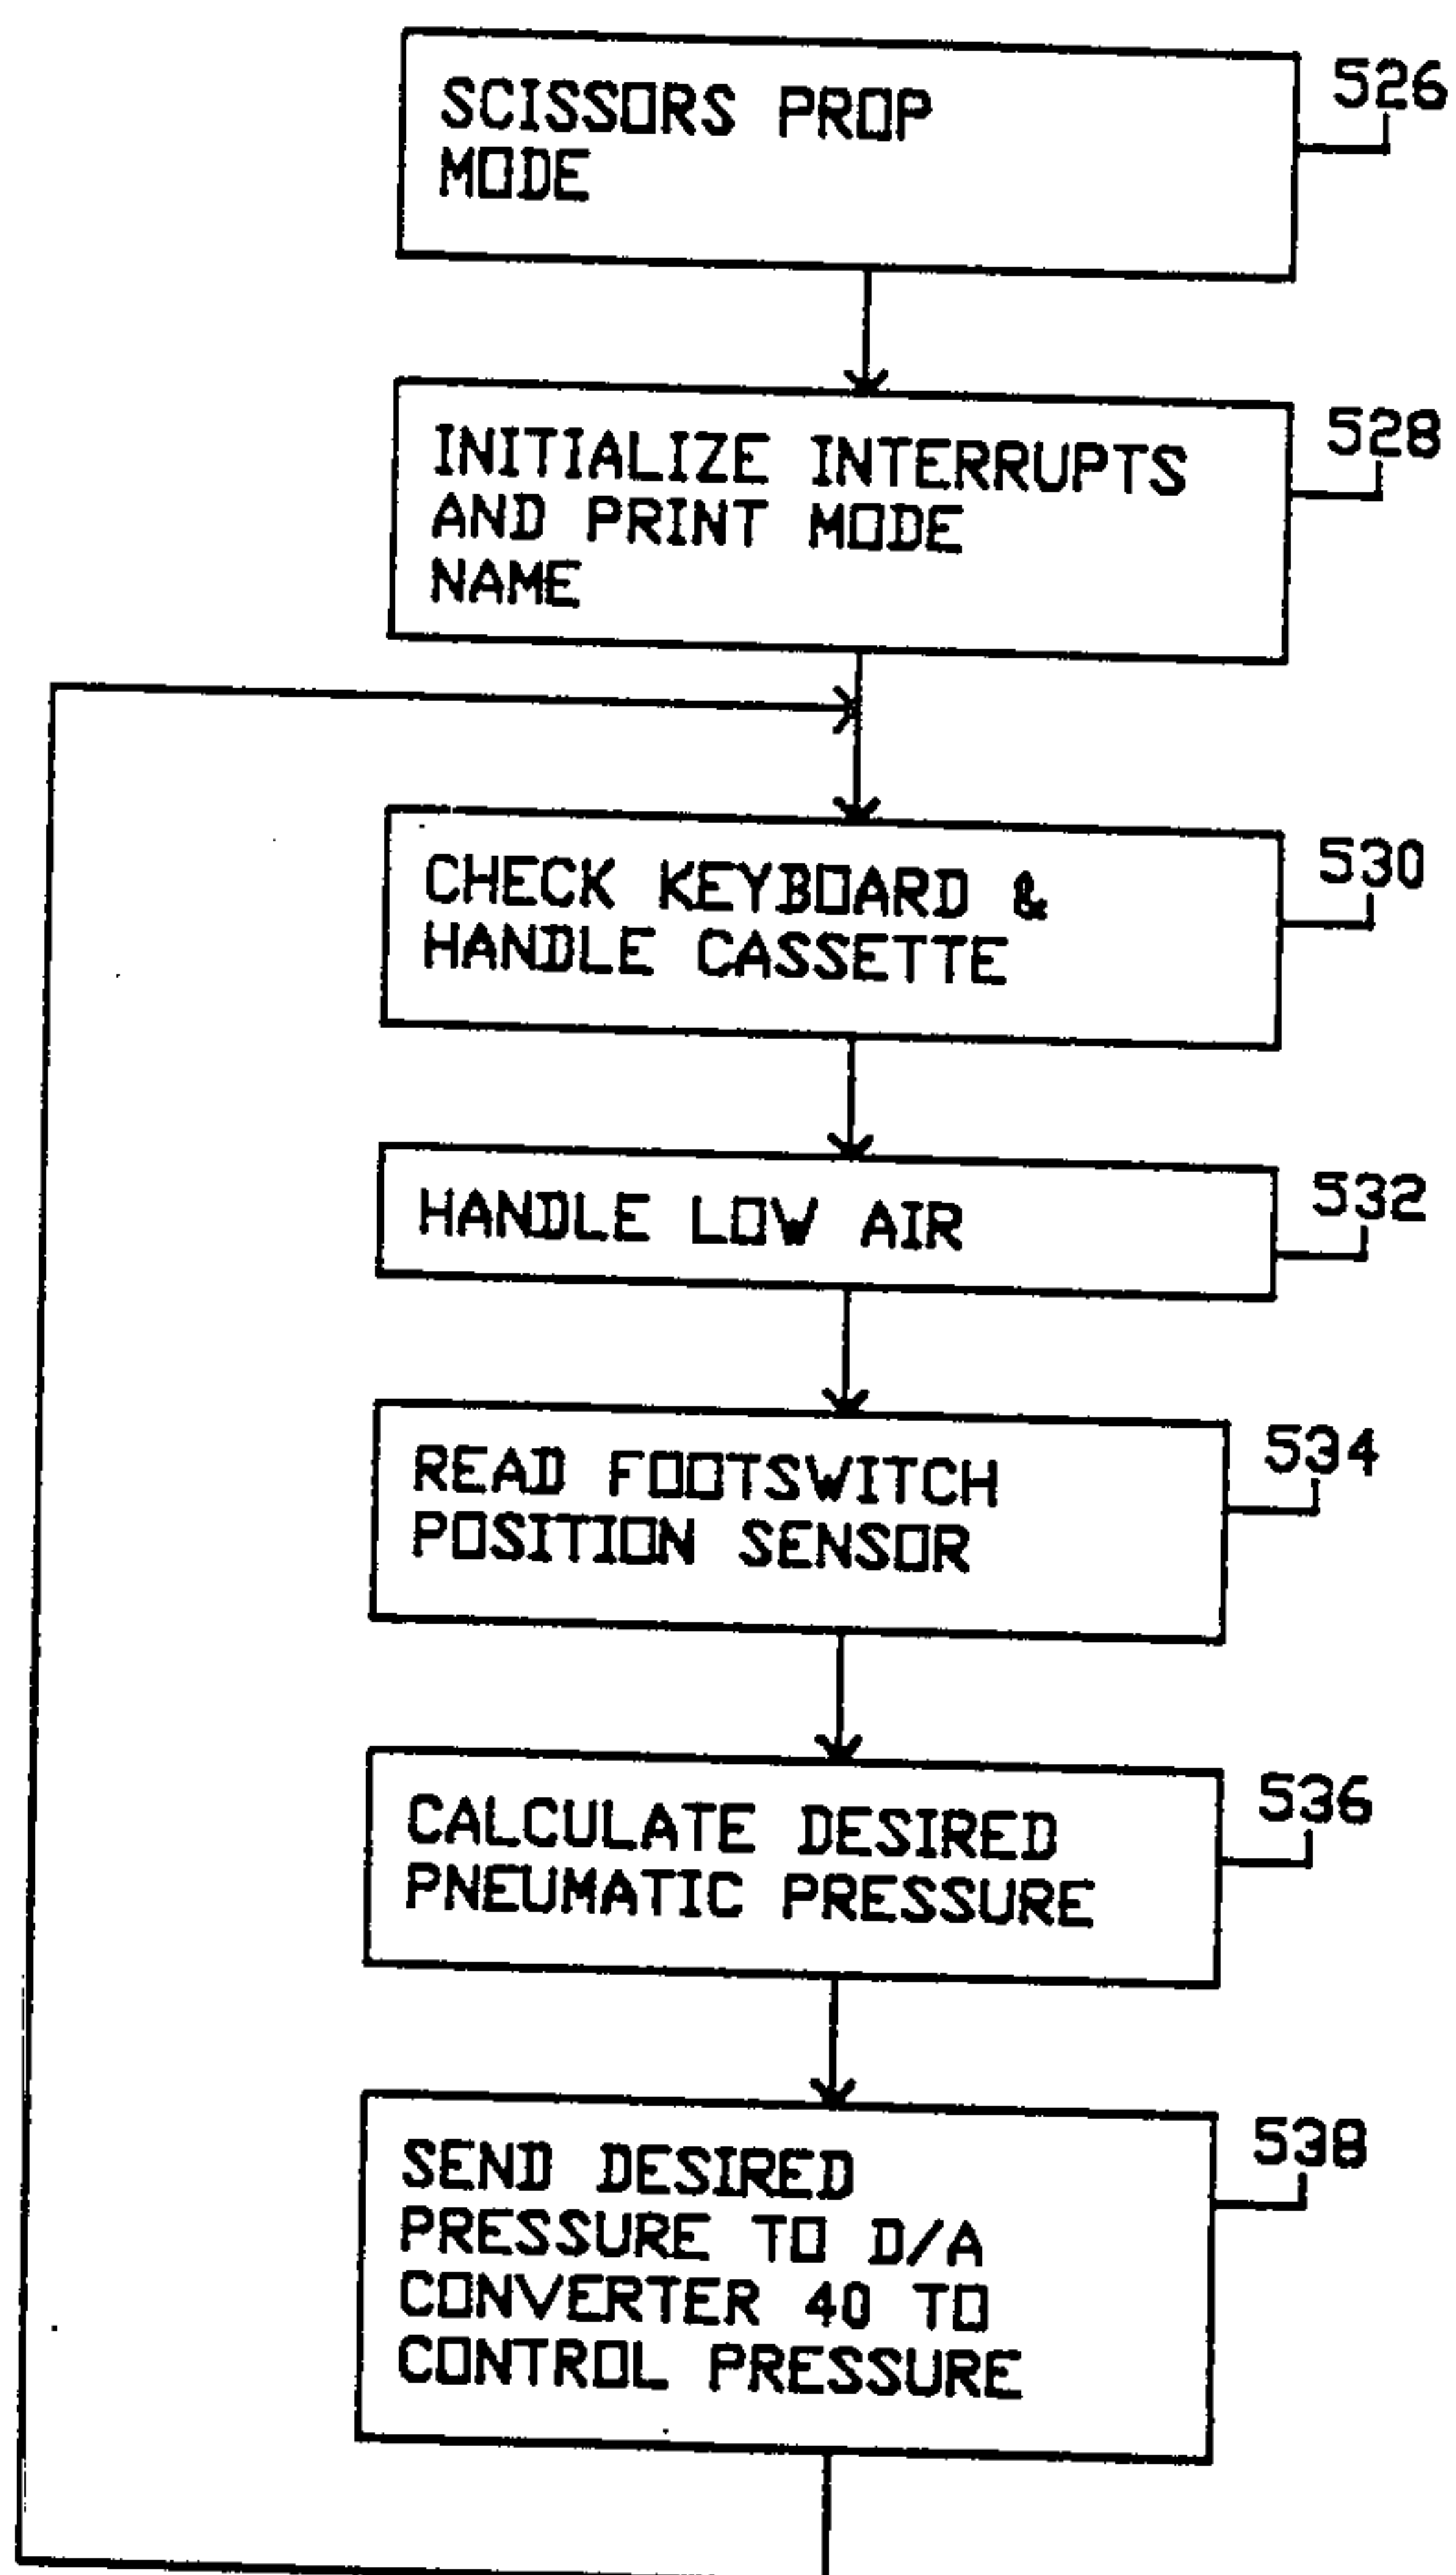 SCISSORS PROP
MODE
526
INITIALIZE INTERRUPTS
AND PRINT MODE
NAME
528
CHECK KEYBOARD &
HANDLE CASSETTE
530
HANDLE LOW AIR
532
READ FOOTSWITCH
POSITION SENSOR
534
CALCULATE DESIRED
PNEUMATIC PRESSURE
536
SEND DESIRED
PRESSURE TO D/A
CONVERTER 40 TO
CONTROL PRESSURE
538